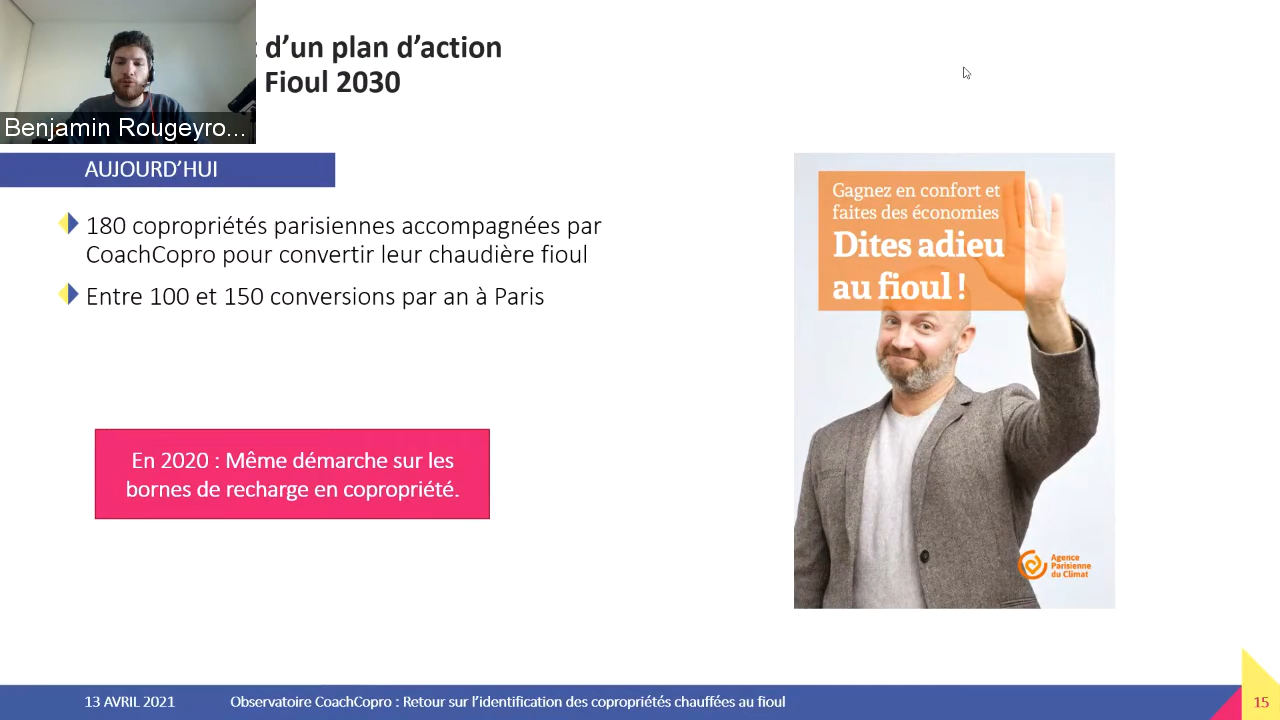 d’un plan d’action
Fioul 2030
Benjamin Rougeyro...
AUJOURD’HUI
180 copropriétés parisiennes accompagnées par
CoachCopro pour convertir leur chaudière fioul
Entre 100 et 150 conversions par an à Paris
En 2020 : Même démarche sur les
bornes de recharge en copropriété.
Gagnez en confort et
faites des économies
Dites adieu
au fioul !
Agence
Parisienne
du Climat
13 AVRIL 2021
Observatoire CoachCopro : Retour sur l’identification des copropriétés chauffées au fioul
15